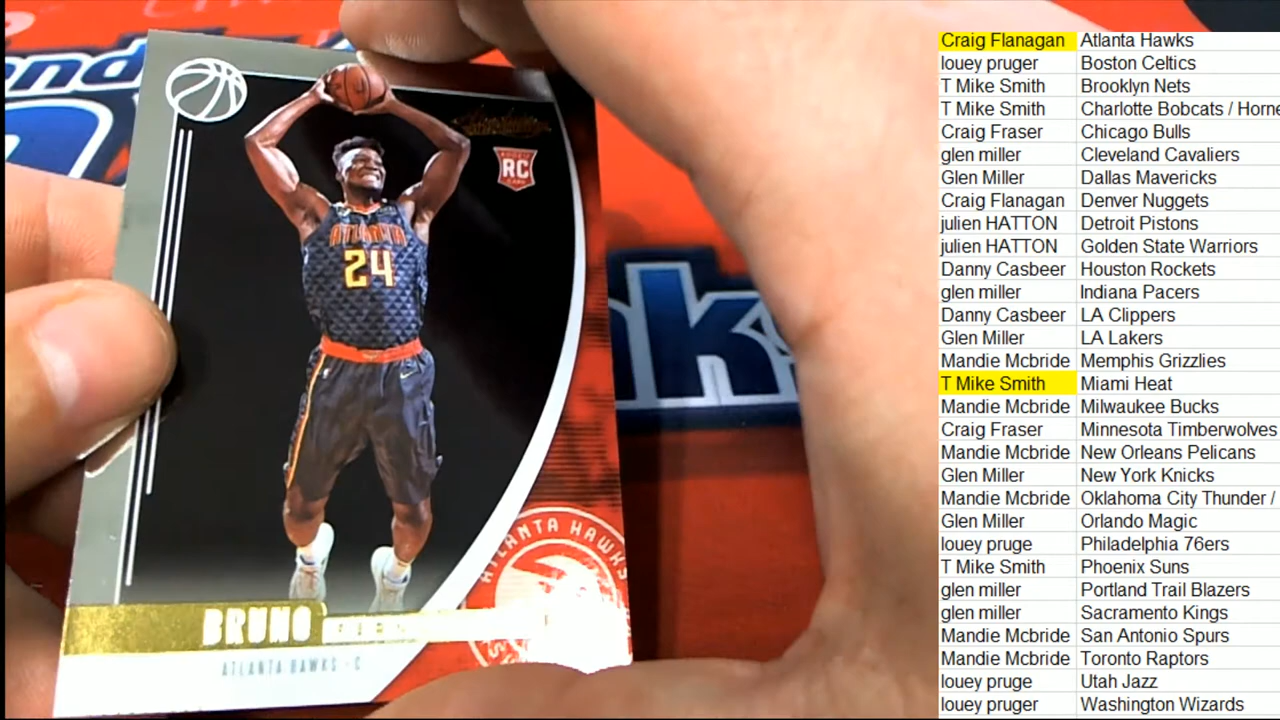 ROOKIE
RC
CARD
ATLANTA
24
BRUNO
ATLANTA HAWKS - C
ATLANTA HAWKS
Craig Flanagan Atlanta Hawks
louey pruger Boston Celtics
T Mike Smith Brooklyn Nets
T Mike Smith Charlotte Bobcats / Horne
Craig Fraser Chicago Bulls
glen miller Cleveland Cavaliers
Glen Miller Dallas Mavericks
Craig Flanagan Denver Nuggets
julien HATTON Detroit Pistons
julien HATTON Golden State Warriors
Danny Casbeer Houston Rockets
glen miller Indiana Pacers
Danny Casbeer LA Clippers
Glen Miller LA Lakers
Mandie Mcbride Memphis Grizzlies
T Mike Smith Miami Heat
Mandie Mcbride Milwaukee Bucks
Craig Fraser Minnesota Timberwolves
Mandie Mcbride New Orleans Pelicans
Glen Miller New York Knicks
Mandie Mcbride Oklahoma City Thunder /
Glen Miller Orlando Magic
louey pruge Philadelphia 76ers
T Mike Smith Phoenix Suns
glen miller Portland Trail Blazers
glen miller Sacramento Kings
Mandie Mcbride San Antonio Spurs
Mandie Mcbride Toronto Raptors
louey pruge Utah Jazz
louey pruger Washington Wizards